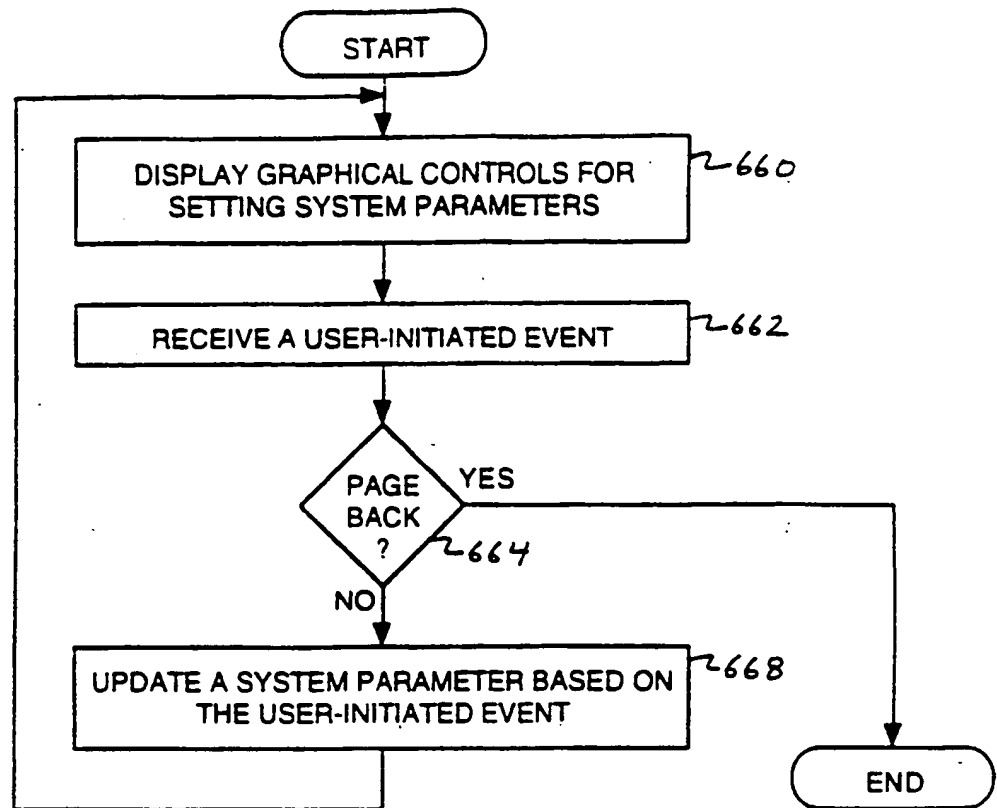 START
DISPLAY GRAPHICAL CONTROLS FOR
SETTING SYSTEM PARAMETERS
660
RECEIVE A USER-INITIATED EVENT
662
PAGE
BACK
?
YES
664
NO
UPDATE A SYSTEM PARAMETER BASED ON
THE USER-INITIATED EVENT
668
END